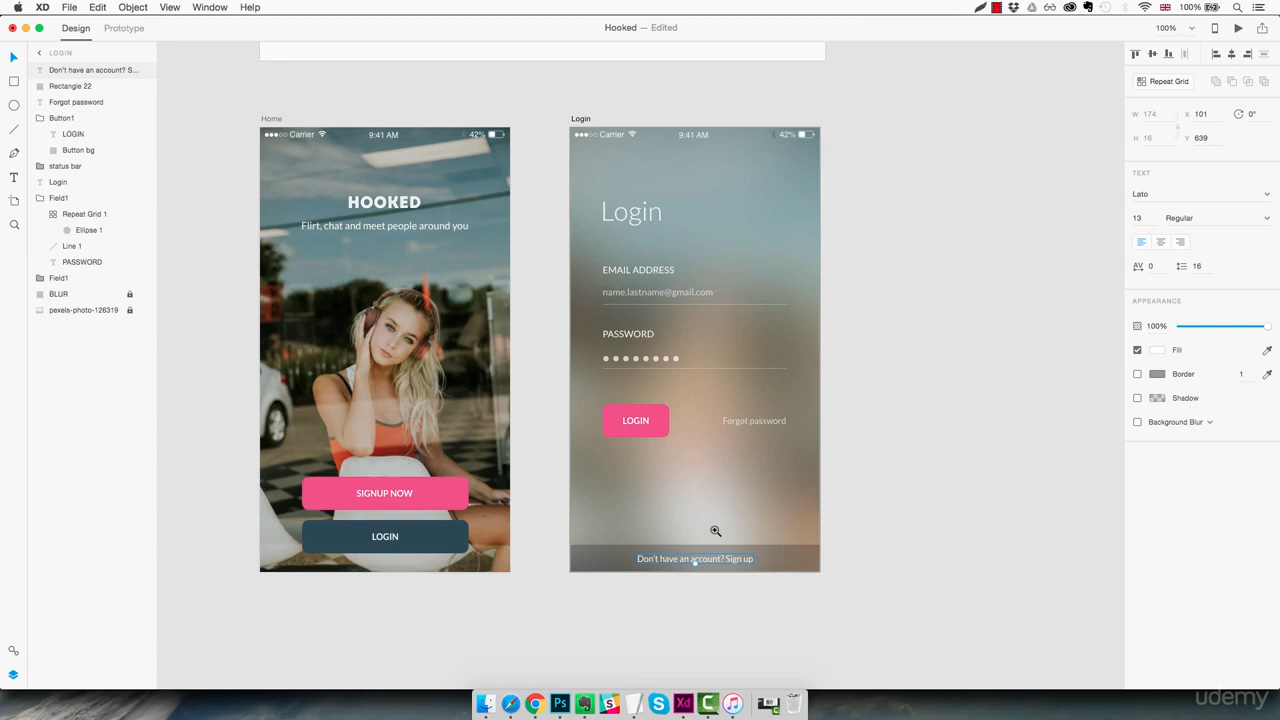 XD File Edit Object View Window Help 100%
Design Prototype Hooked — Edited 100%
LOGIN
Don't have an account? S...
Rectangle 22
Forgot password
Button1
LOGIN
Button bg
status bar
Login
Field1
Repeat Grid 1
Ellipse 1
Line 1
PASSWORD
Field1
BLUR
pexels-photo-126319
Home
Carrier 9:41 AM 42%
HOOKED
Flirt, chat and meet people around you
SIGNUP NOW
LOGIN
Login
Carrier 9:41 AM 42%
Login
EMAIL ADDRESS
name.lastname@gmail.com
PASSWORD
LOGIN Forgot password
Don't have an account? Sign up
Repeat Grid
W 174 X 101 0°
H 16 Y 639
TEXT
Lato
13 Regular
AV 0 16
APPEARANCE
100%
Fill
Border 1
Shadow
Background Blur
Ps S Xd
udemy